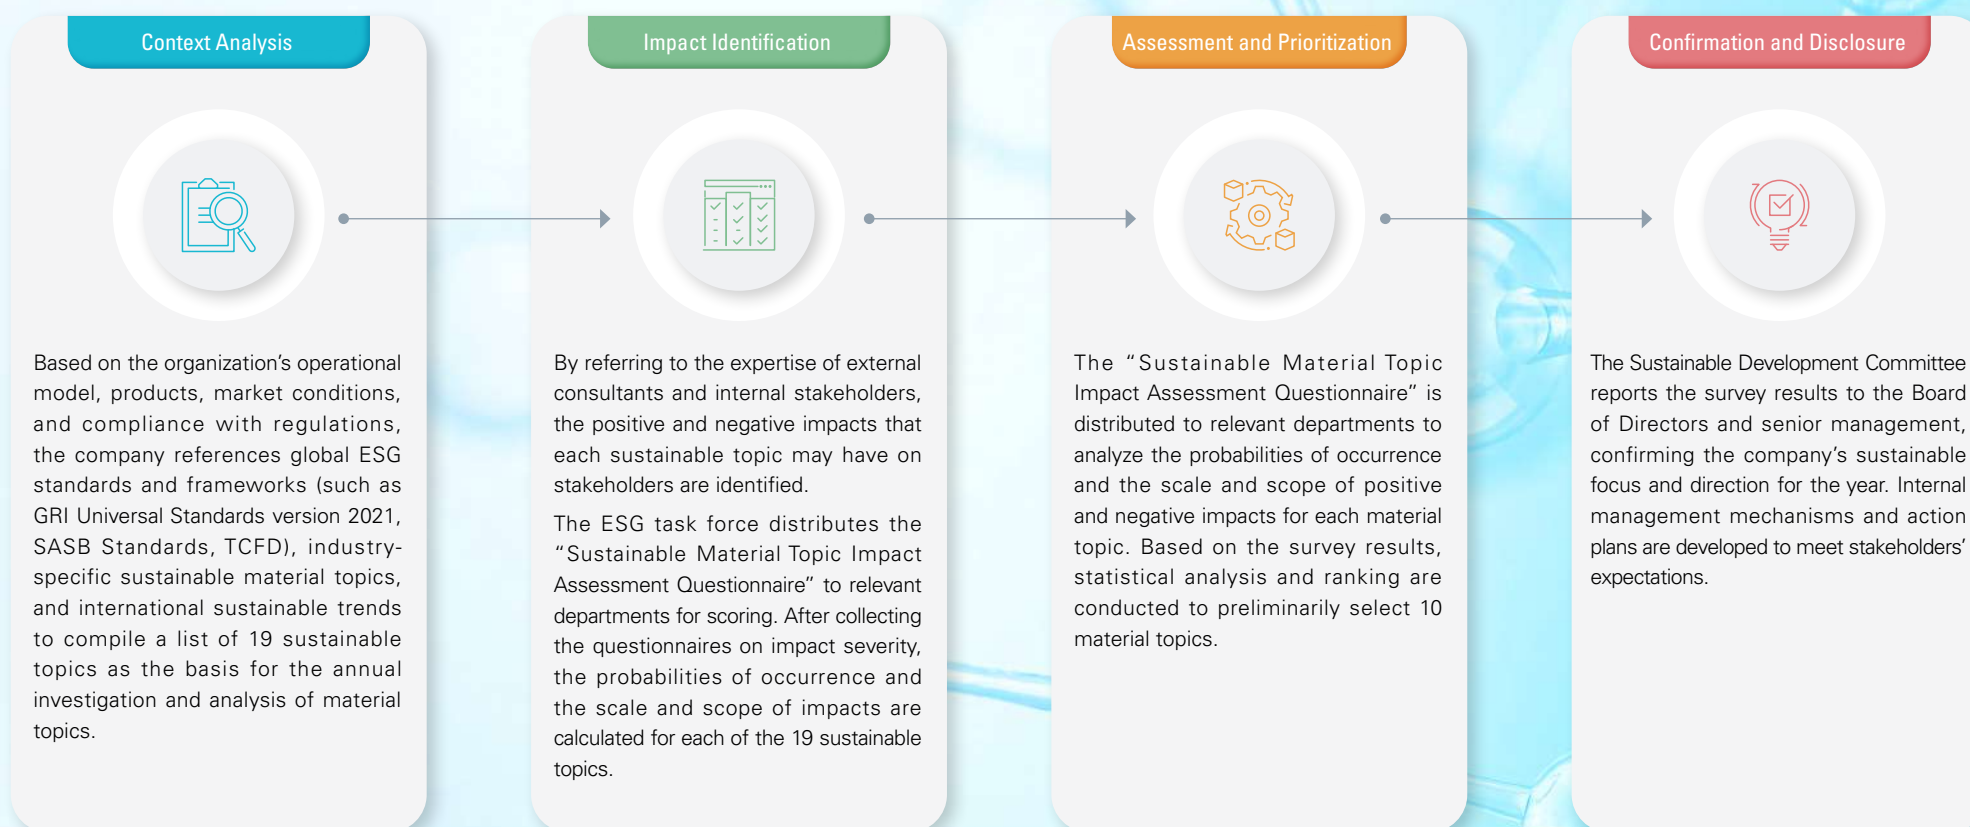 Context Analysis
Based on the organization’s operational
model, products, market conditions,
and compliance with regulations,
the company references global ESG
standards and frameworks (such as
GRI Universal Standards version 2021,
SASB Standards, TCFD), industry-
specific sustainable material topics,
and international sustainable trends
to compile a list of 19 sustainable
topics as the basis for the annual
investigation and analysis of material
topics.
Impact Identification
By referring to the expertise of external
consultants and internal stakeholders,
the positive and negative impacts that
each sustainable topic may have on
stakeholders are identified.
The ESG task force distributes the
“Sustainable Material Topic Impact
Assessment Questionnaire” to relevant
departments for scoring. After collecting
the questionnaires on impact severity,
the probabilities of occurrence and
the scale and scope of impacts are
calculated for each of the 19 sustainable
topics.
Assessment and Prioritization
The “Sustainable Material Topic
Impact Assessment Questionnaire” is
distributed to relevant departments to
analyze the probabilities of occurrence
and the scale and scope of positive
and negative impacts for each material
topic. Based on the survey results,
statistical analysis and ranking are
conducted to preliminarily select 10
material topics.
Confirmation and Disclosure
The Sustainable Development Committee
reports the survey results to the Board
of Directors and senior management,
confirming the company’s sustainable
focus and direction for the year. Internal
management mechanisms and action
plans are developed to meet stakeholders’
expectations.